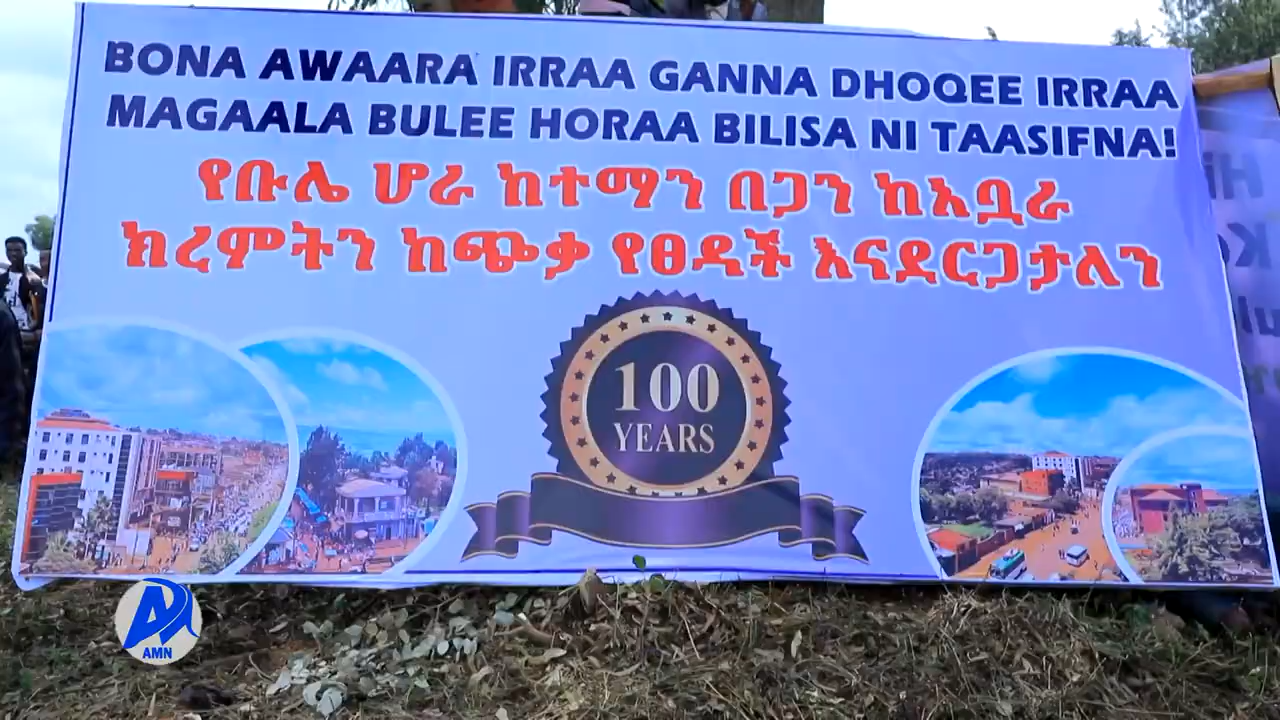 BONA AWAARA IRRAA GANNA DHOQEE IRRAA
MAGAALA BULEE HORAA BILISA NI TAASIFNA!
የቡሌ ሆራ ከተማን በጋን ከአቧራ
ክረምትን ከጭቃ የፀዳች እናደርጋታለን
100
YEARS
AMN